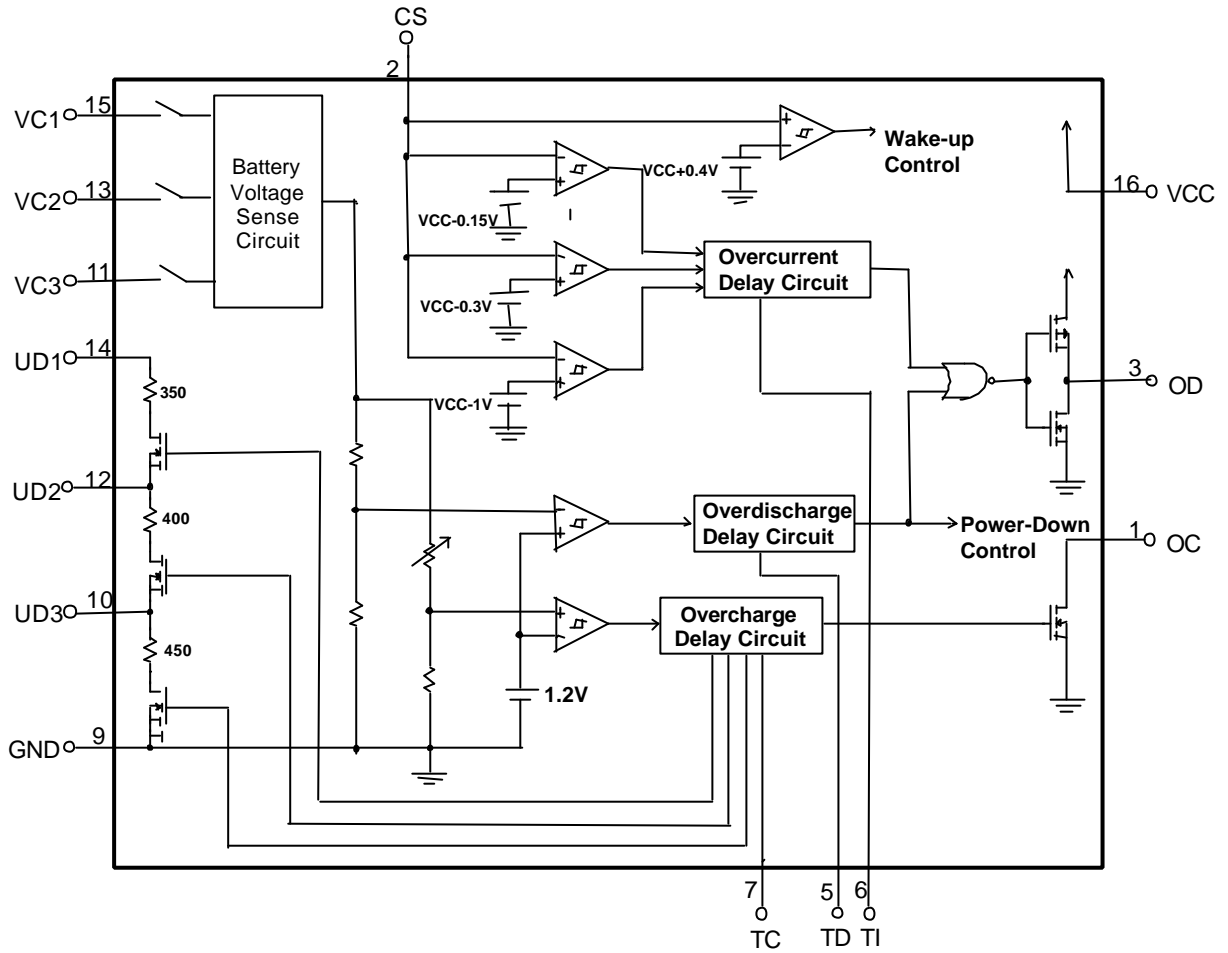 CS
2
VC1
15
Battery
Voltage
Sense
Circuit
VCC+0.4V
Wake-up
Control
VC2
13
VCC-0.15V
16
VCC
VC3
11
Overcurrent
Delay Circuit
VCC-0.3V
UD1
14
350
VCC-1V
3
OD
UD2
12
400
Overdischarge
Delay Circuit
Power-Down
Control
1
OC
UD3
10
450
Overcharge
Delay Circuit
1.2V
GND
9
7
5
6
TC
TD
TI